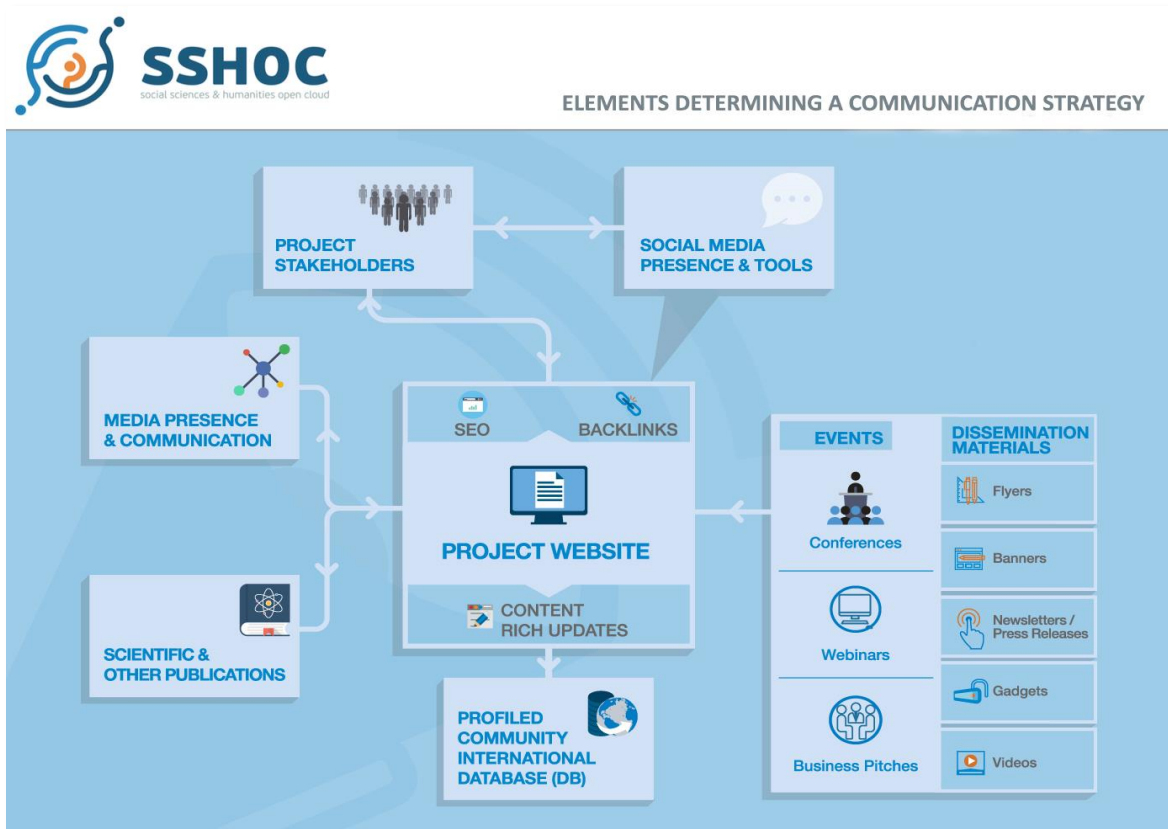 SSHOC
social sciences & humanities open cloud
ELEMENTS DETERMINING A COMMUNICATION STRATEGY
PROJECT
STAKEHOLDERS
SOCIAL MEDIA
PRESENCE & TOOLS
MEDIA PRESENCE
& COMMUNICATION
SEO
BACKLINKS
PROJECT WEBSITE
CONTENT
RICH UPDATES
SCIENTIFIC &
OTHER PUBLICATIONS
PROFILED
COMMUNITY
INTERNATIONAL
DATABASE (DB)
EVENTS
Conferences
Webinars
Business Pitches
DISSEMINATION
MATERIALS
Flyers
Banners
Newsletters /
Press Releases
Gadgets
Videos